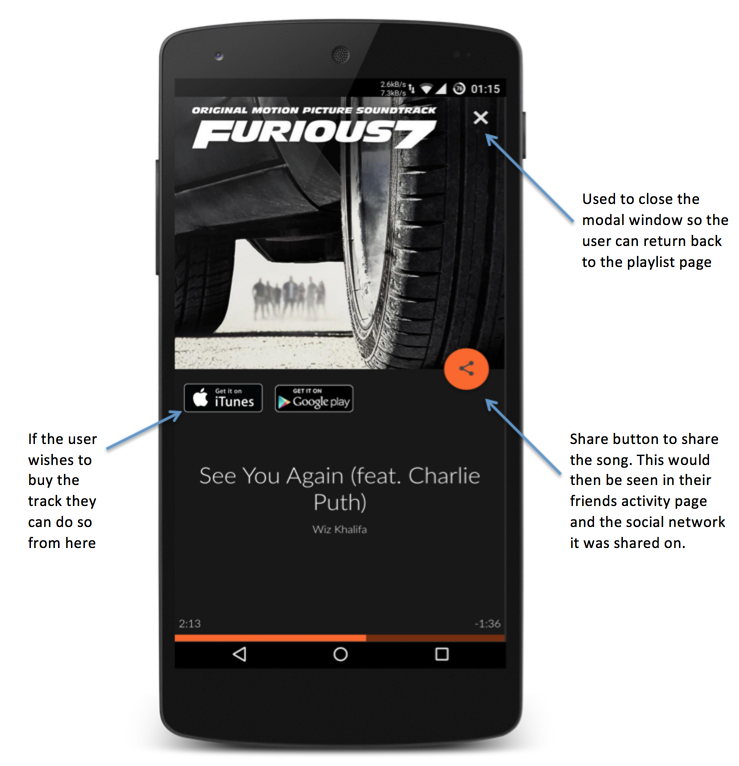 2.6kB/s
7.3kB/s
76
01:15
ORIGINAL MOTION PICTURE SOUNDTRACK
FURIOUS 7
Used to close the
modal window so the
user can return back
to the playlist page
Get it on
iTunes
GET IT ON
Google play
If the user
wishes to
buy the
track they
can do so
from here
Share button to share
the song. This would
then be seen in their
friends activity page
and the social network
it was shared on.
See You Again (feat. Charlie
Puth)
Wiz Khalifa
2:13
-1:36